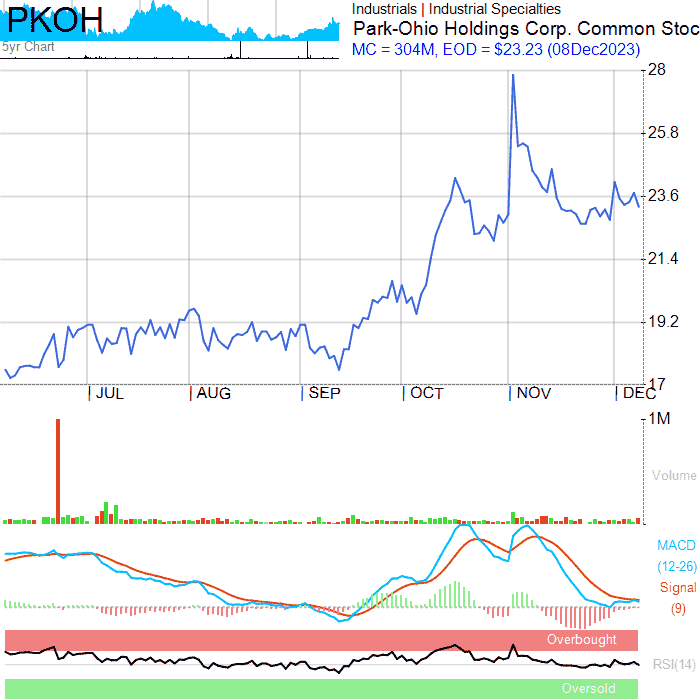 PKOH
Industrials | Industrial Specialties
Park-Ohio Holdings Corp. Common Stoc
MC = 304M, EOD = $23.23 (08Dec2023)
5yr Chart
28
25.8
23.6
21.4
19.2
17
JUL
AUG
SEP
OCT
NOV
DEC
1M
Volume
MACD
(12-26)
Signal
(9)
Overbought
RSI(14)
Oversold